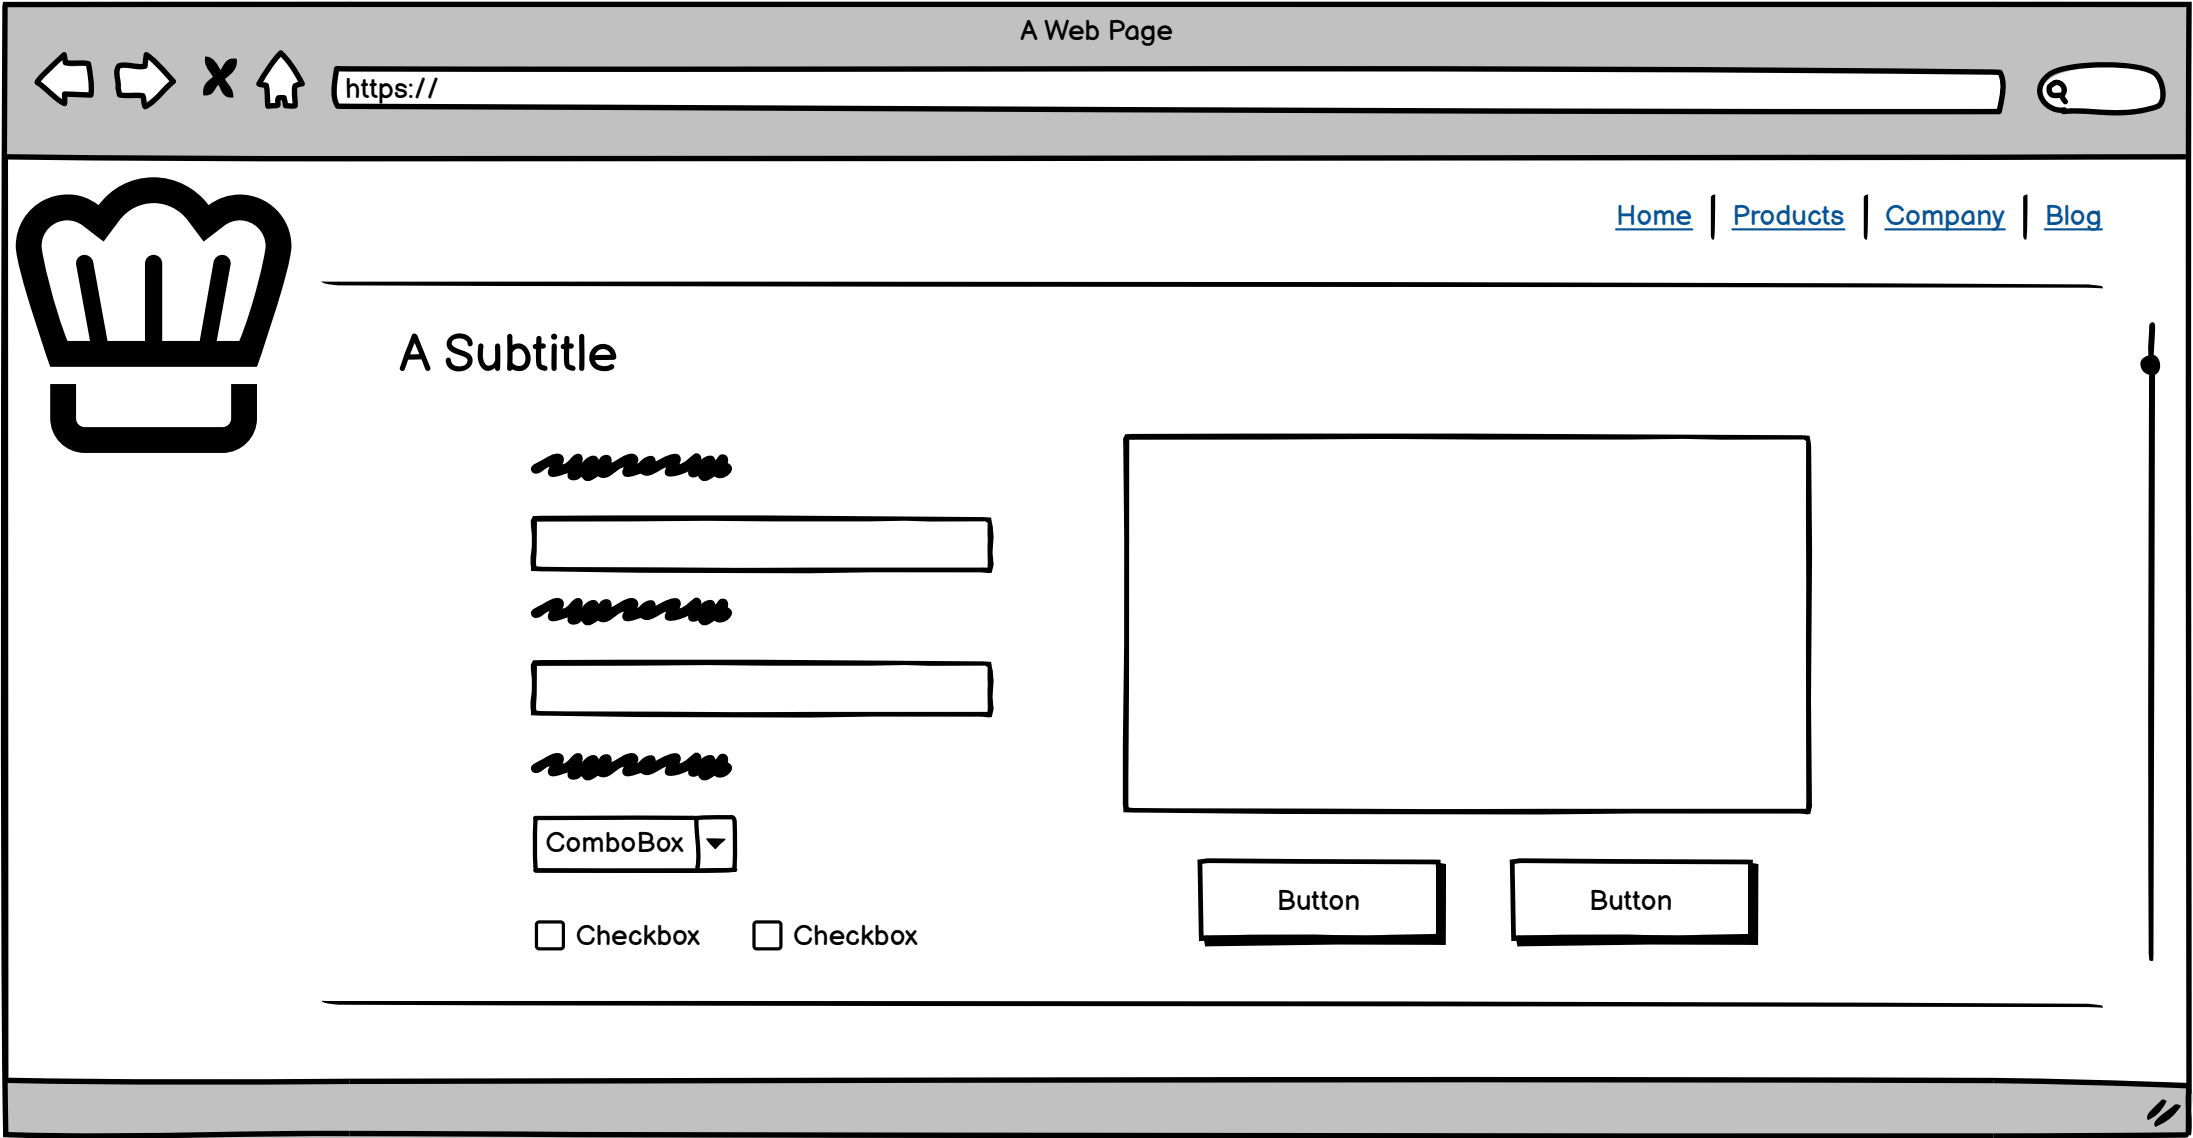 A Web Page
https://
Home Products Company Blog
A Subtitle
ComboBox
Checkbox Checkbox
Button Button